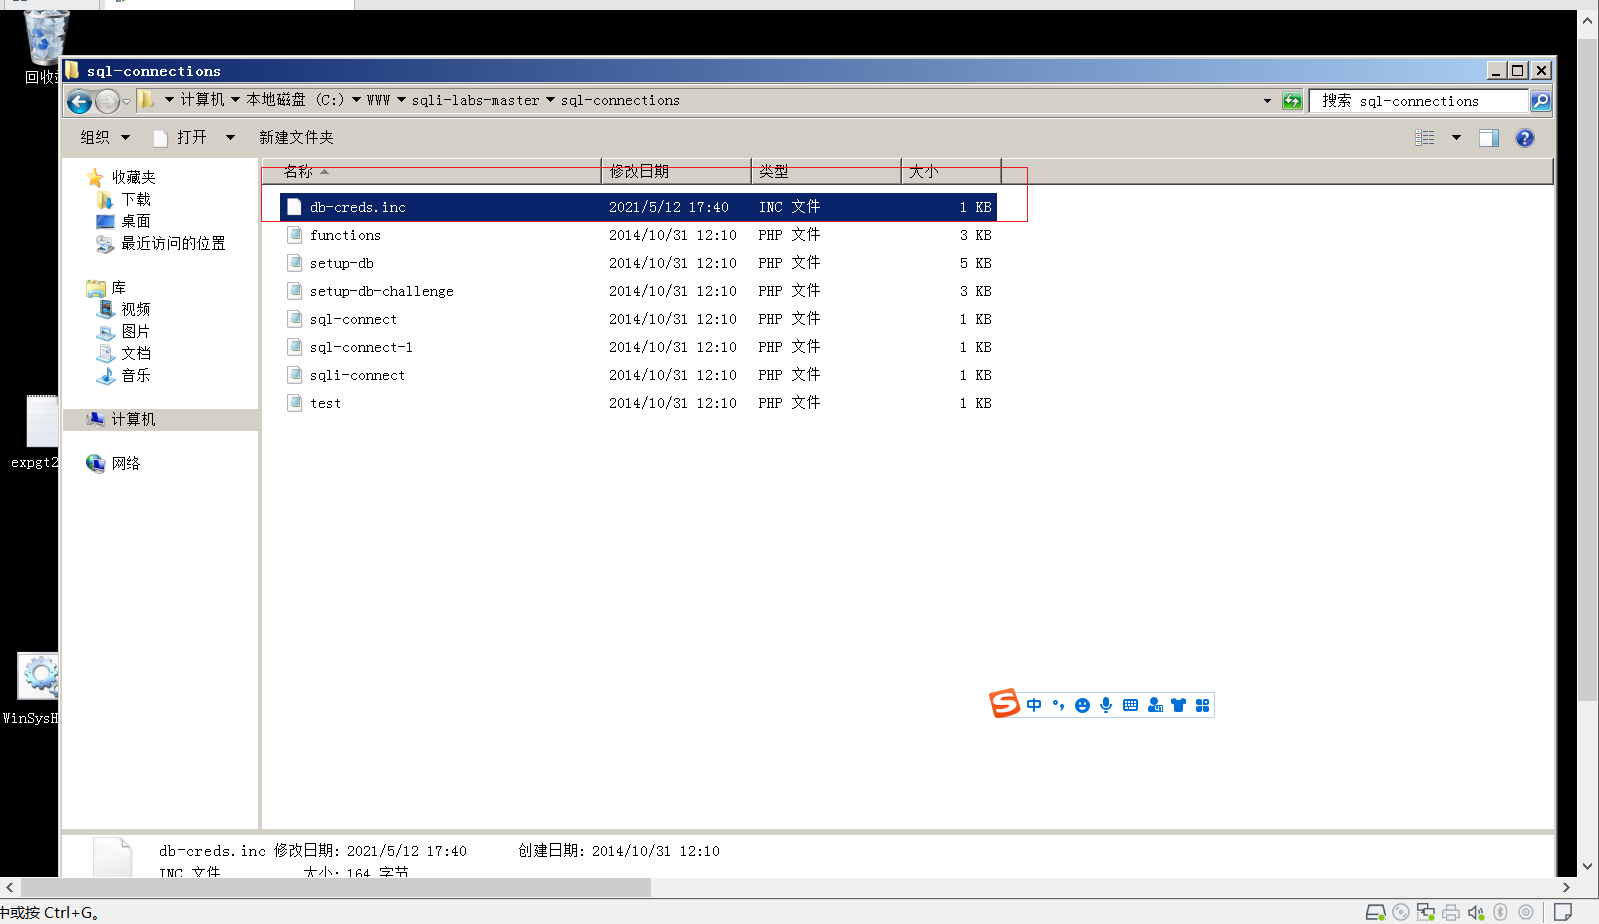 回收
sql-connections
计算机 本地磁盘 (C:) WWW sqli-labs-master sql-connections
搜索 sql-connections
组织 打开 新建文件夹
名称 修改日期 类型 大小
收藏夹
下载
桌面
最近访问的位置
库
视频
图片
文档
音乐
计算机
网络
db-creds.inc 2021/5/12 17:40 INC 文件 1 KB
functions 2014/10/31 12:10 PHP 文件 3 KB
setup-db 2014/10/31 12:10 PHP 文件 5 KB
setup-db-challenge 2014/10/31 12:10 PHP 文件 3 KB
sql-connect 2014/10/31 12:10 PHP 文件 1 KB
sql-connect-1 2014/10/31 12:10 PHP 文件 1 KB
sqli-connect 2014/10/31 12:10 PHP 文件 1 KB
test 2014/10/31 12:10 PHP 文件 1 KB
expgt2
WinSysH
中
db-creds.inc 修改日期: 2021/5/12 17:40 创建日期: 2014/10/31 12:10
INC 文件 大小: 164 字节
中或按 Ctrl+G。